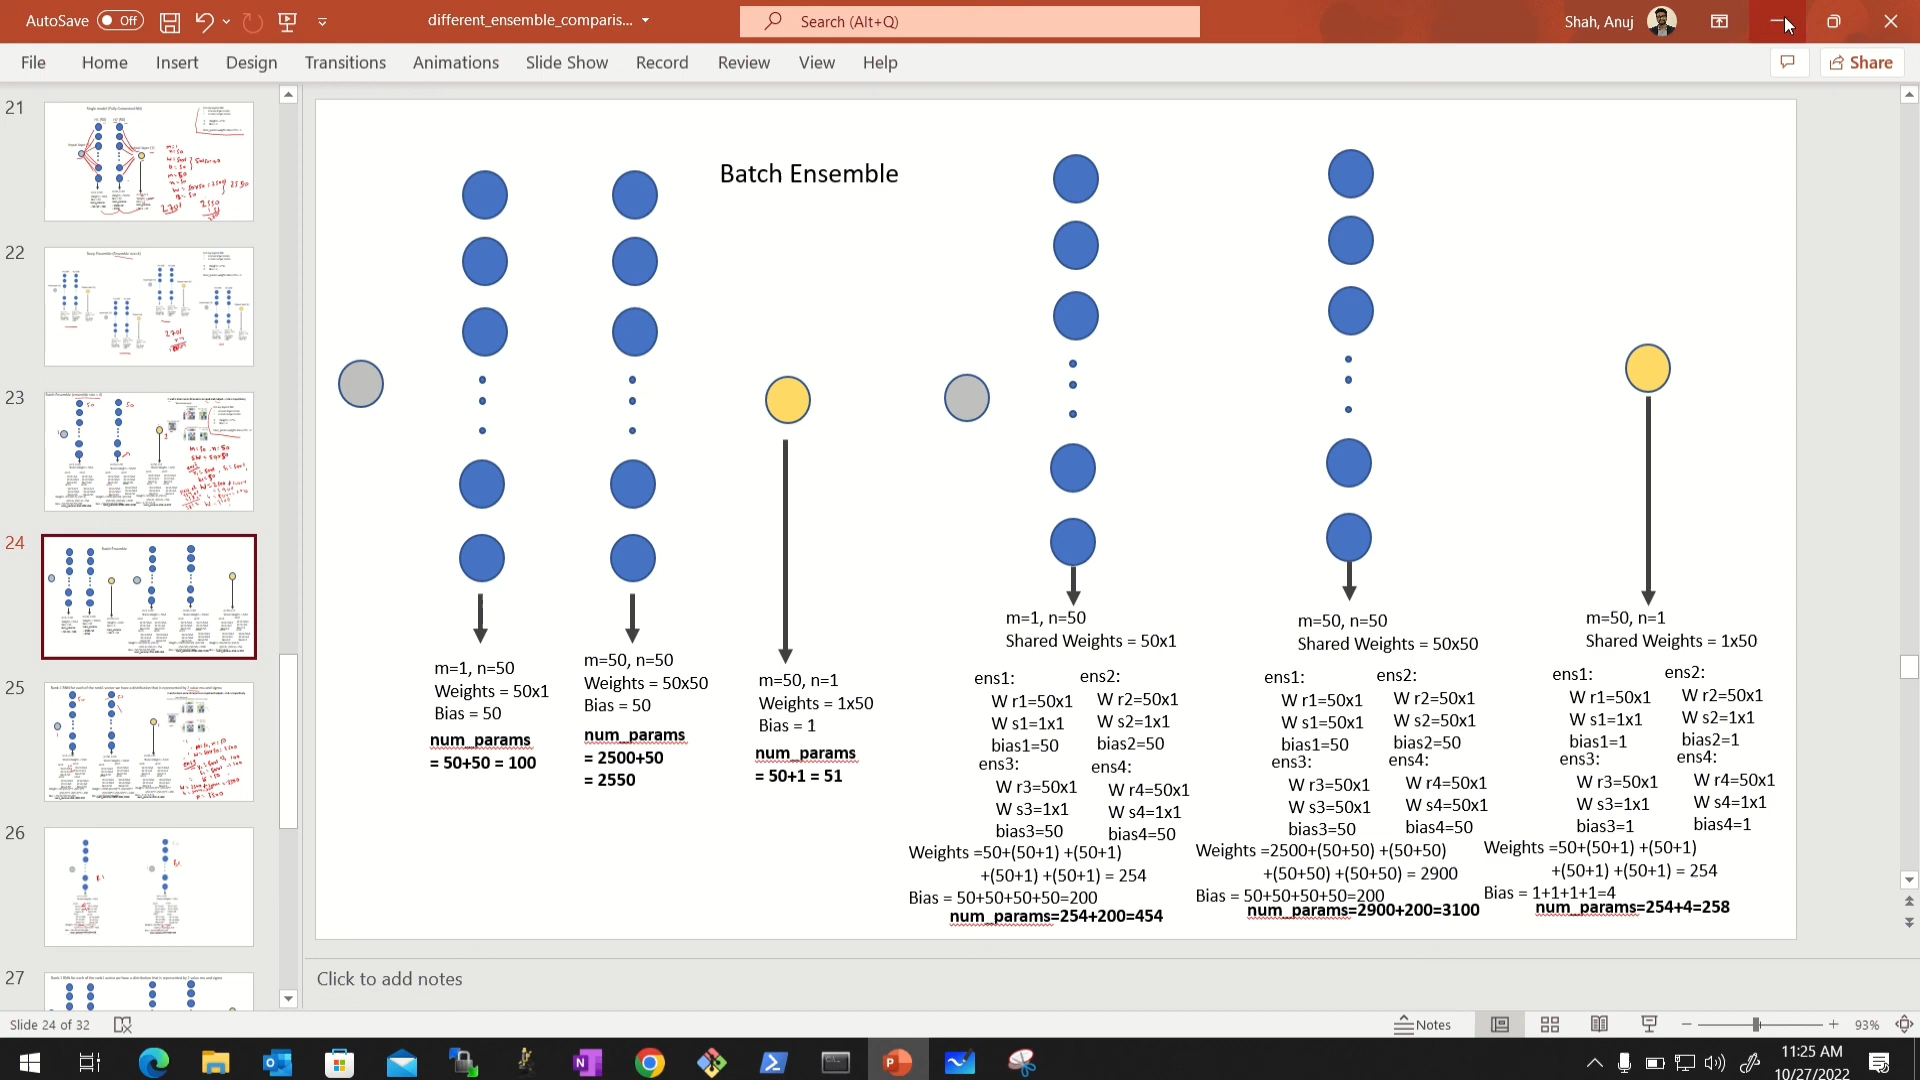 AutoSave Off
different_ensemble_comparis...
Search (Alt+Q)
Shah, Anuj
File Home Insert Design Transitions Animations Slide Show Record Review View Help
Share
21
22
23
24
25
26
27
Batch Ensemble
m=1, n=50
Weights = 50x1
Bias = 50
num_params
= 50+50 = 100
m=50, n=50
Weights = 50x50
Bias = 50
num_params
= 2500+50
= 2550
m=50, n=1
Weights = 1x50
Bias = 1
num_params
= 50+1 = 51
m=1, n=50
Shared Weights = 50x1
ens1:
W r1=50x1
W s1=1x1
bias1=50
ens2:
W r2=50x1
W s2=1x1
bias2=50
ens3:
W r3=50x1
W s3=1x1
bias3=50
ens4:
W r4=50x1
W s4=1x1
bias4=50
Weights =50+(50+1) +(50+1)
+(50+1) +(50+1) = 254
Bias = 50+50+50+50=200
num_params=254+200=454
m=50, n=50
Shared Weights = 50x50
ens1:
W r1=50x1
W s1=50x1
bias1=50
ens2:
W r2=50x1
W s2=50x1
bias2=50
ens3:
W r3=50x1
W s3=50x1
bias3=50
ens4:
W r4=50x1
W s4=50x1
bias4=50
Weights =2500+(50+50) +(50+50)
+(50+50) +(50+50) = 2900
Bias = 50+50+50+50=200
num_params=2900+200=3100
m=50, n=1
Shared Weights = 1x50
ens1:
W r1=50x1
W s1=1x1
bias1=1
ens2:
W r2=50x1
W s2=1x1
bias2=1
ens3:
W r3=50x1
W s3=1x1
bias3=1
ens4:
W r4=50x1
W s4=1x1
bias4=1
Weights =50+(50+1) +(50+1)
+(50+1) +(50+1) = 254
Bias = 1+1+1+1=4
num_params=254+4=258
Click to add notes
Slide 24 of 32
Notes
93%
11:25 AM
10/27/2022